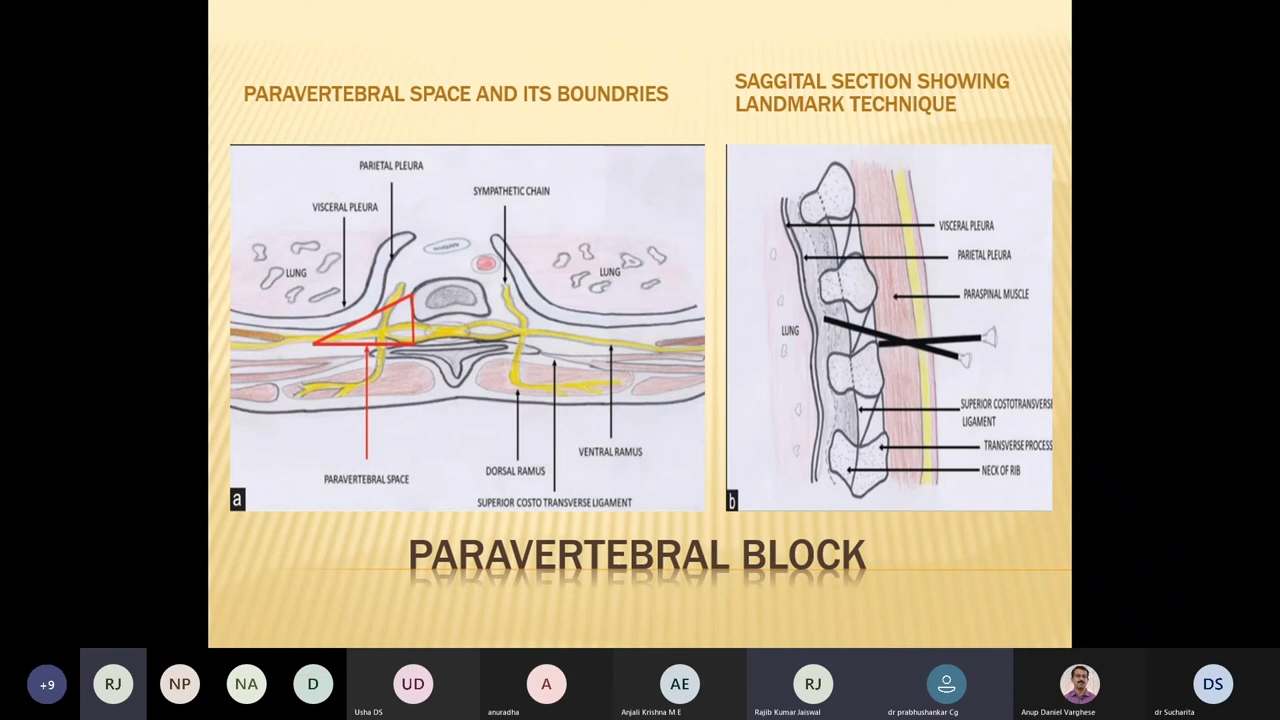 PARAVERTEBRAL SPACE AND ITS BOUNDRIES
SAGGITAL SECTION SHOWING
LANDMARK TECHNIQUE
PARIETAL PLEURA
SYMPATHETIC CHAIN
VISCERAL PLEURA
LUNG
LUNG
VENTRAL RAMUS
DORSAL RAMUS
PARAVERTEBRAL SPACE
SUPERIOR COSTO TRANSVERSE LIGAMENT
a
VISCERAL PLEURA
PARIETAL PLEURA
PARASPINAL MUSCLE
LUNG
SUPERIOR COSTOTRANSVERSE
LIGAMENT
TRANSVERSE PROCESS
NECK OF RIB
b
PARAVERTEBRAL BLOCK
+9
RJ
NP
NA
D
UD
A
AE
RJ
DS
Usha DS
anuradha
Anjali Krishna M E
Rajib Kumar Jaiswal
dr prabhushankar Cg
Anup Daniel Varghese
dr Sucharita